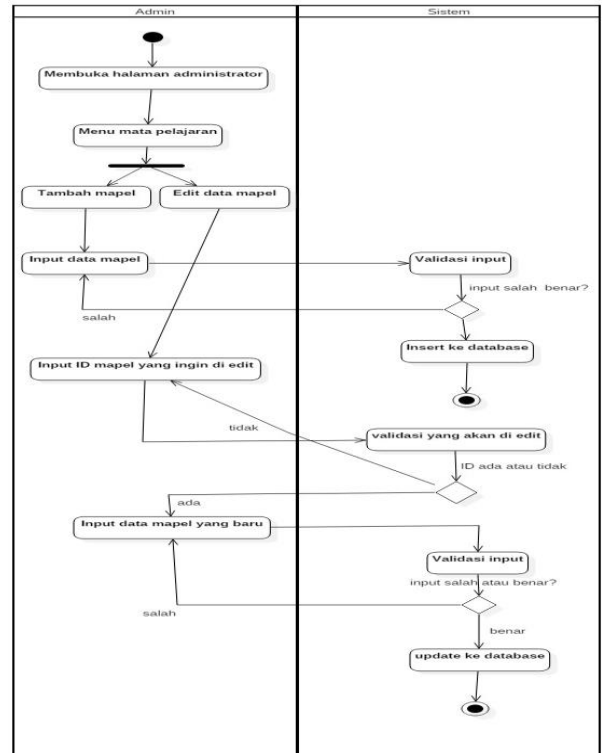 Admin
Sistem
Membuka halaman administrator
Menu mata pelajaran
Tambah mapel
Edit data mapel
Input data mapel
Validasi input
input salah  benar?
salah
Insert ke database
Input ID mapel yang ingin di edit
tidak
validasi yang akan di edit
ID ada atau tidak
ada
Input data mapel yang baru
Validasi input
input salah atau benar?
salah
benar
update ke database